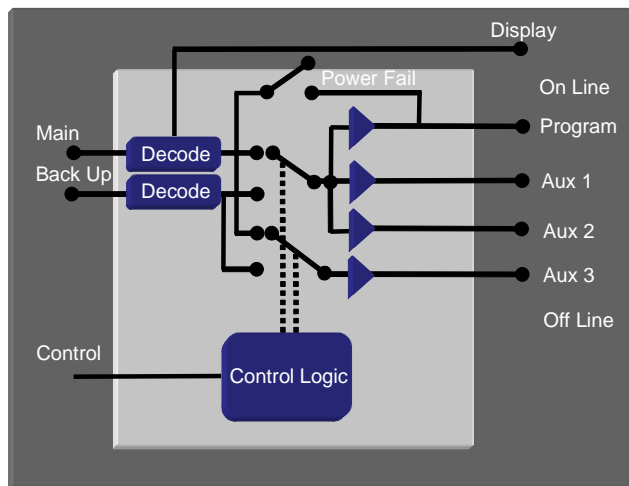 Display
Power Fail
On Line
Main
Decode
Program
Back Up
Decode
Aux 1
Aux 2
Aux 3
Off Line
Control
Control Logic